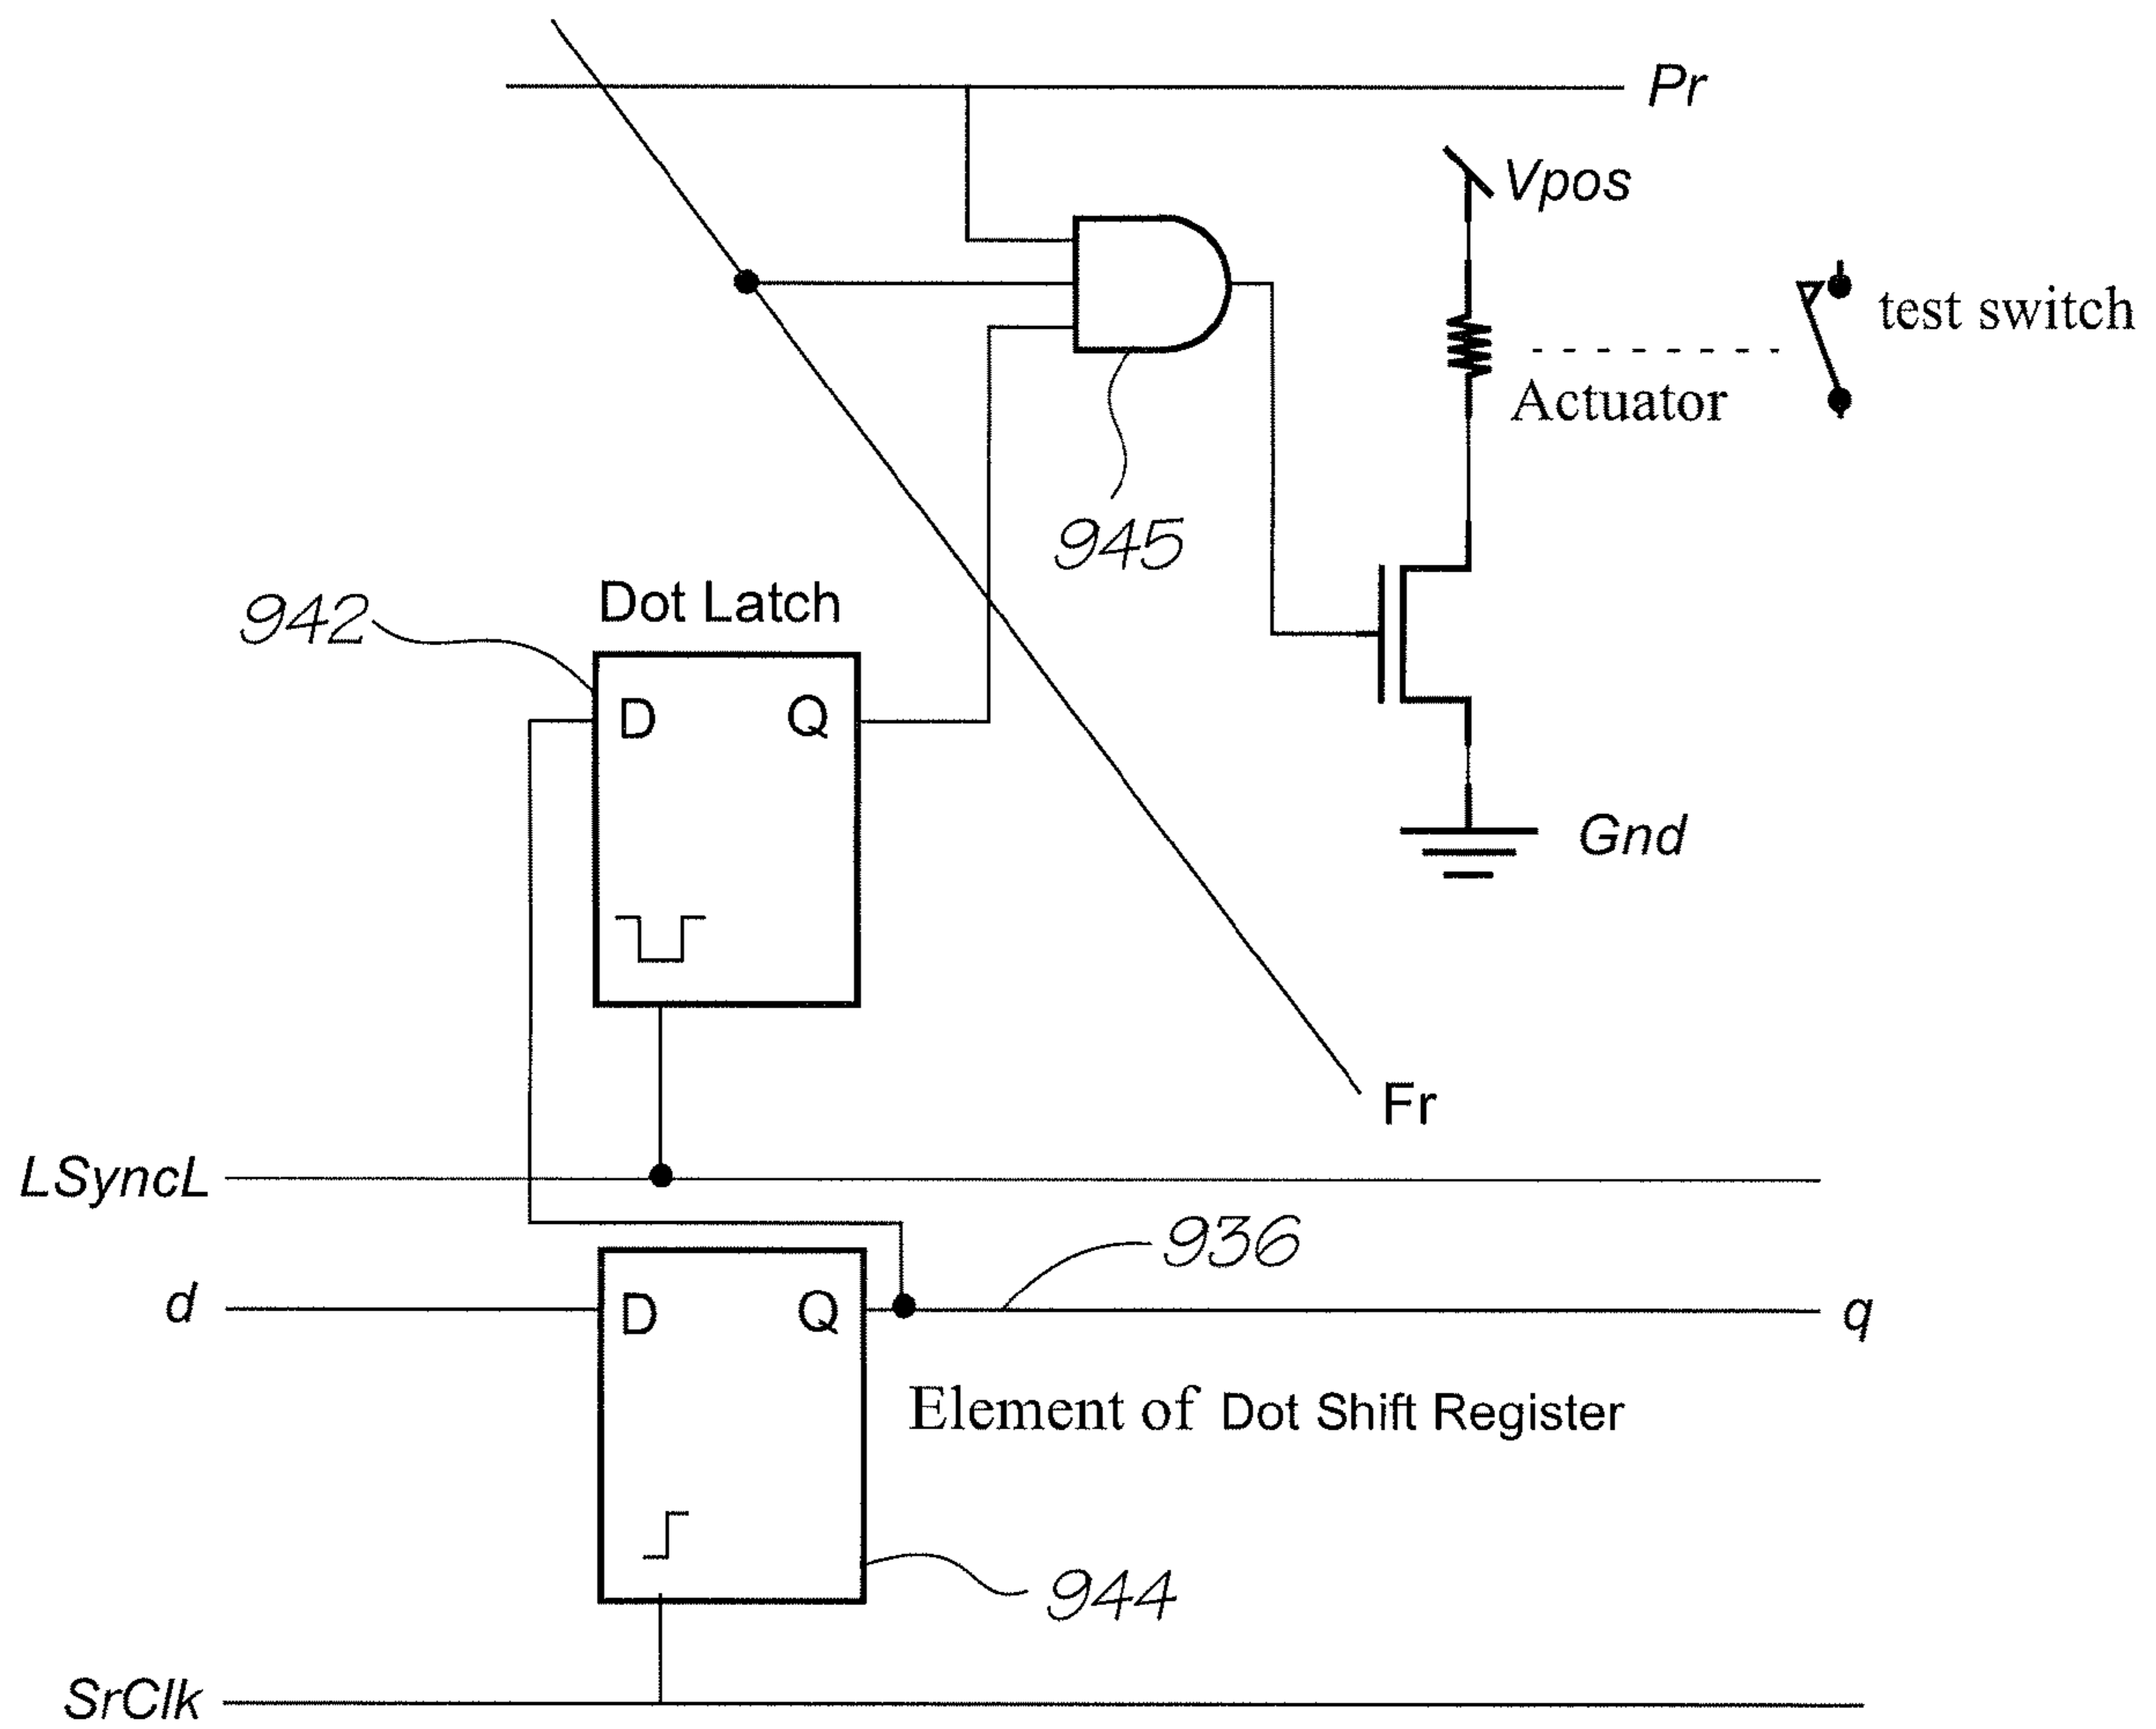 Pr
Vpos
test switch
Actuator
945
942
Dot Latch
D Q
Gnd
Fr
LSyncL
936
d
D Q
q
Element of Dot Shift Register
944
SrClk